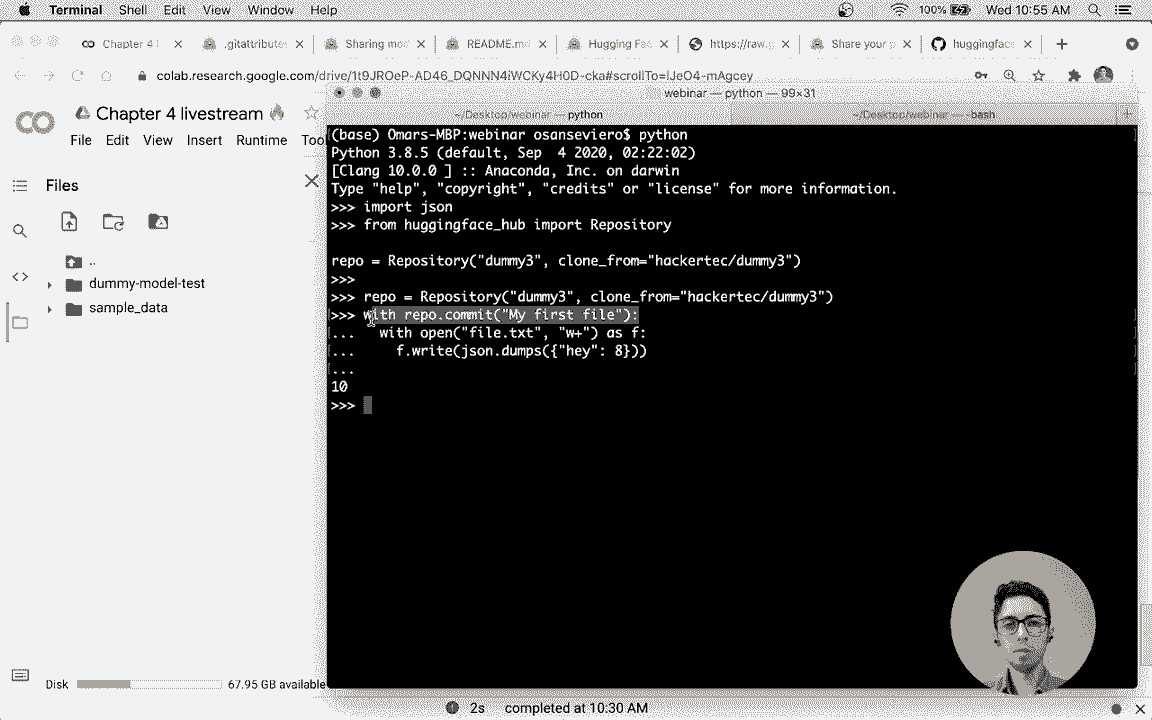 Terminal Shell Edit View Window Help 100% Wed 10:55 AM
Chapter 4 l .gitattribute Sharing mo README.m Hugging Fac https://raw.g Share your p huggingfac
colab.research.google.com/drive/1t9JROeP-AD46_DQNNN4iWCKy4H0D-cka#scrollTo=lJeO4-mAgcey
webinar — python — 99×31
~/Desktop/webinar — python ~/Desktop/webinar — -bash
Chapter 4 livestream
File Edit View Insert Runtime Too
Files
..
dummy-model-test
sample_data
(base) Omars-MBP:webinar osanseviero$ python
Python 3.8.5 (default, Sep  4 2020, 02:22:02)
[Clang 10.0.0 ] :: Anaconda, Inc. on darwin
Type "help", "copyright", "credits" or "license" for more information.
>>> import json
>>> from huggingface_hub import Repository
repo = Repository("dummy3", clone_from="hackertec/dummy3")
>>>
>>> repo = Repository("dummy3", clone_from="hackertec/dummy3")
>>> with repo.commit("My first file"):
...   with open("file.txt", "w+") as f:
...     f.write(json.dumps({"hey": 8}))
...
10
>>>
Disk 67.95 GB available
2s completed at 10:30 AM